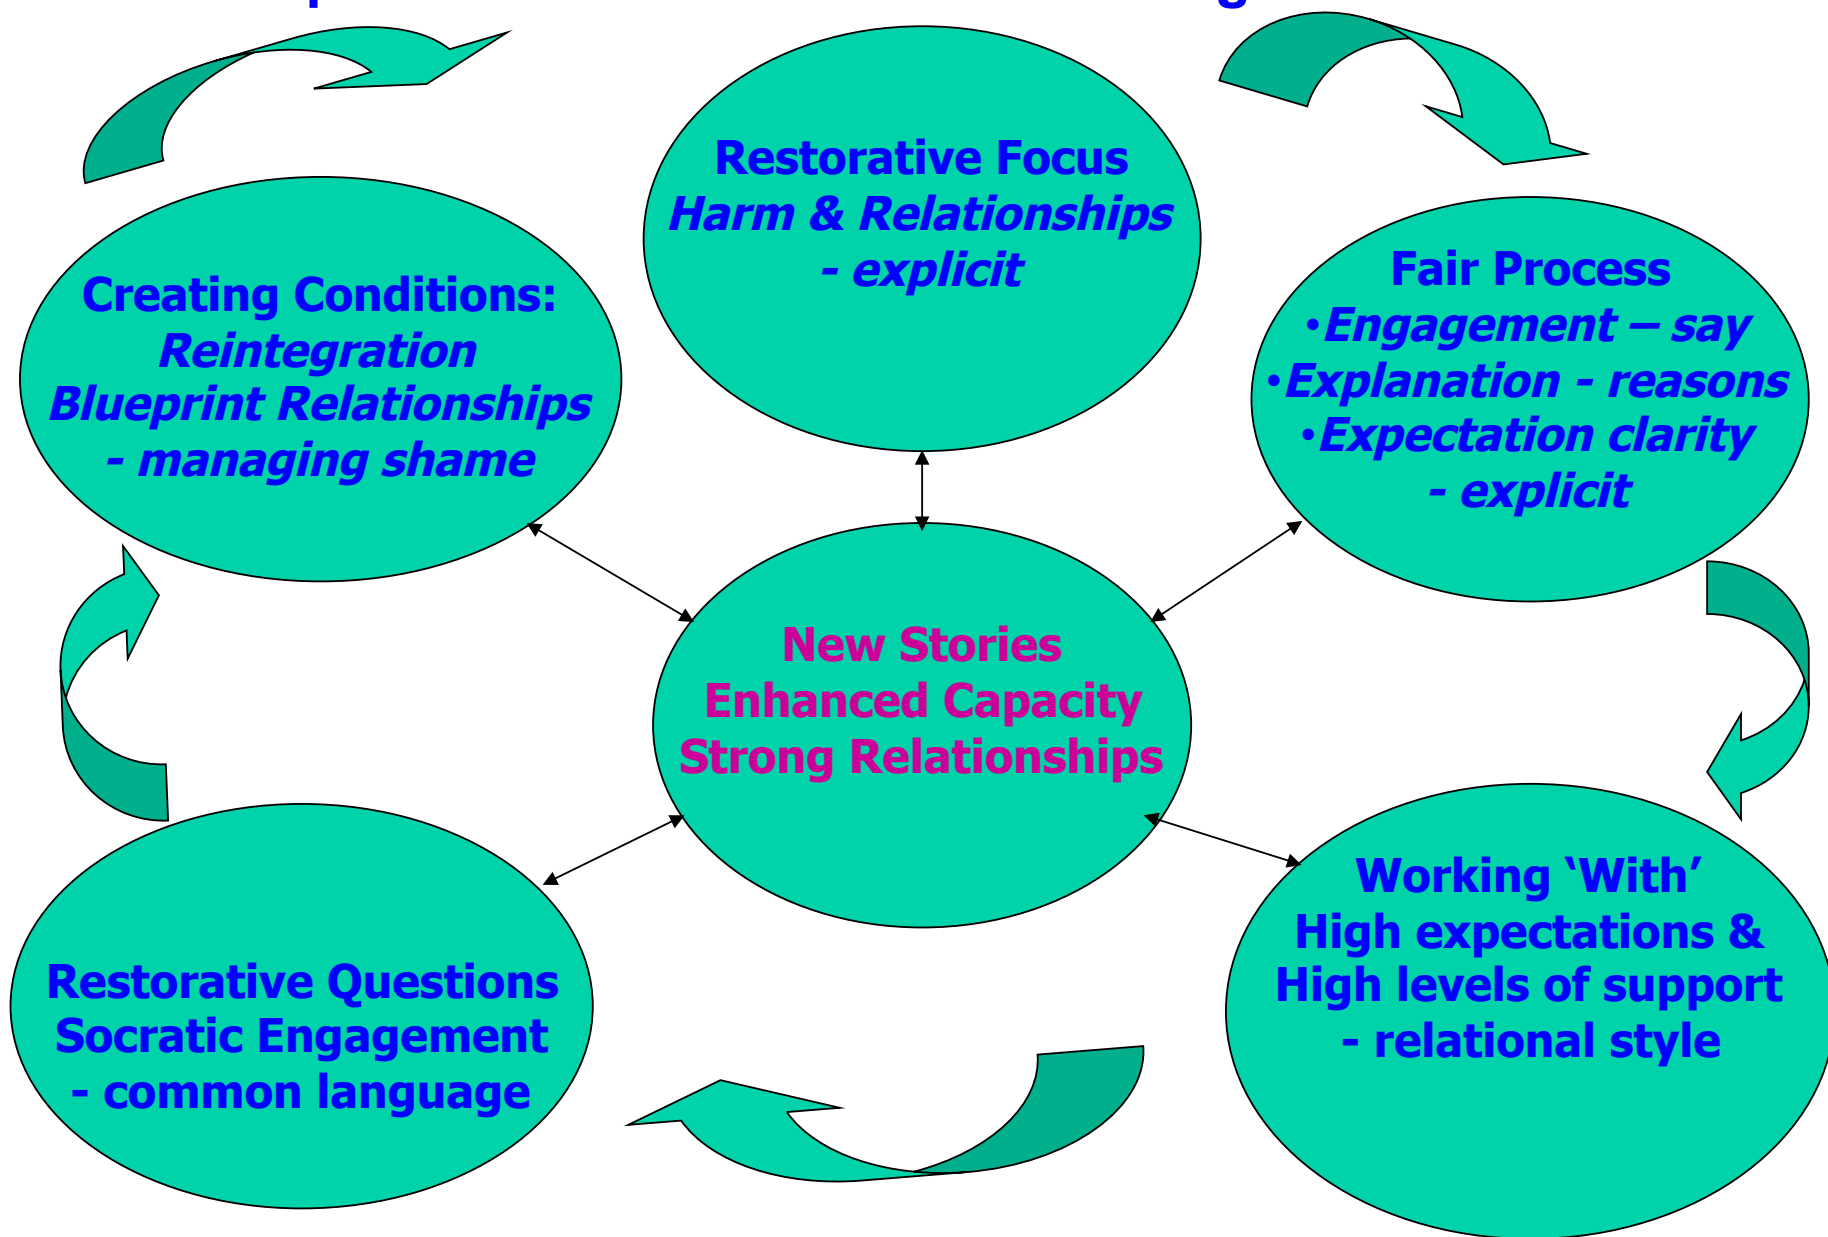 Restorative Focus
Harm & Relationships
- explicit
Fair Process
•Engagement – say
•Explanation - reasons
•Expectation clarity
- explicit
Creating Conditions:
Reintegration
Blueprint Relationships
- managing shame
New Stories
Enhanced Capacity
Strong Relationships
Working ‘With’
High expectations &
High levels of support
- relational style
Restorative Questions
Socratic Engagement
- common language